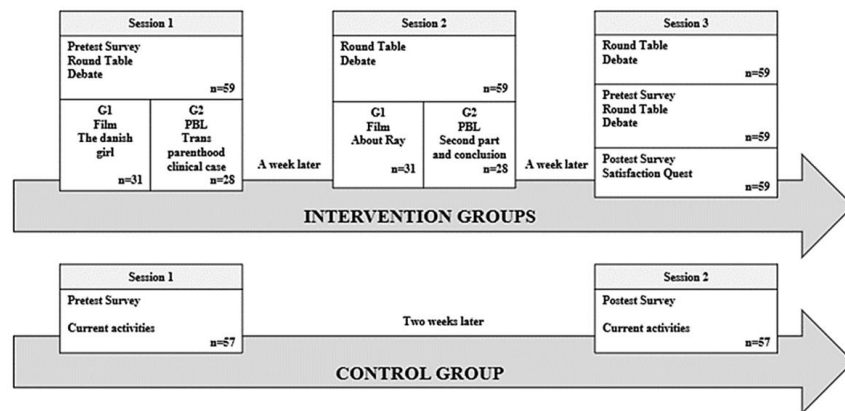 Session 1
Pretest Survey
Round Table
Debate
n=59
G1
Film
The danish
girl
n=31
G2
PBL
Trans
parenthood
clinical case
n=28
A week later
Session 2
Round Table
Debate
n=59
G1
Film
About Ray
n=31
G2
PBL
Second part
and conclusion
n=28
A week later
Session 3
Round Table
Debate
n=59
Pretest Survey
Round Table
Debate
n=59
Postest Survey
Satisfaction Quest
n=59
INTERVENTION GROUPS
Session 1
Pretest Survey
Current activities
n=57
Two weeks later
Session 2
Postest Survey
Current activities
n=57
CONTROL GROUP